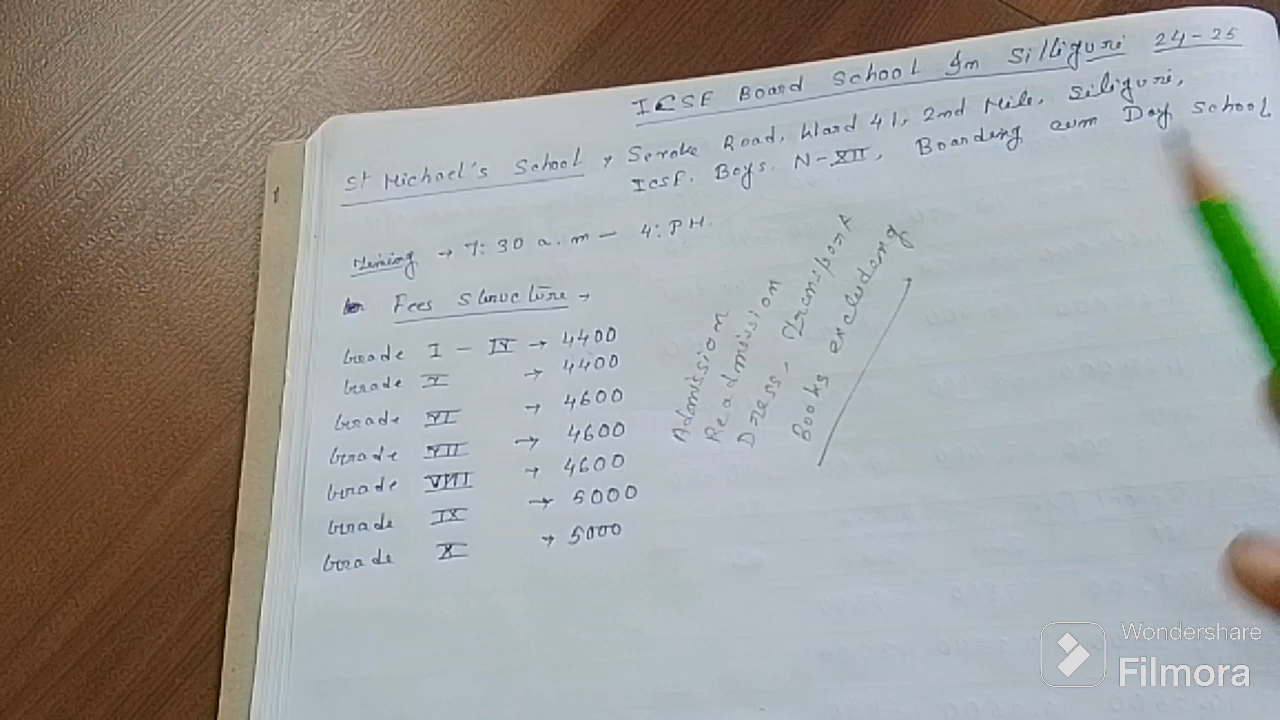 ICSE Board School In Silliguri 24-25
St Michael's School → Sevoke Road, Ward 41, 2nd Mile, Siliguri,
ICSE. Boys. N-XII, Boarding cum Day School
Timing → 7:30 a.m — 4:PM.
Fees Structure →
Grade I - IV → 4400
Grade V → 4400
Grade VI → 4600
Grade VII → 4600
Grade VIII → 4600
Grade IX → 5000
Grade X → 5000
Admission
Readmission
Dress, Transport
Books excludeng
Wondershare
Filmora